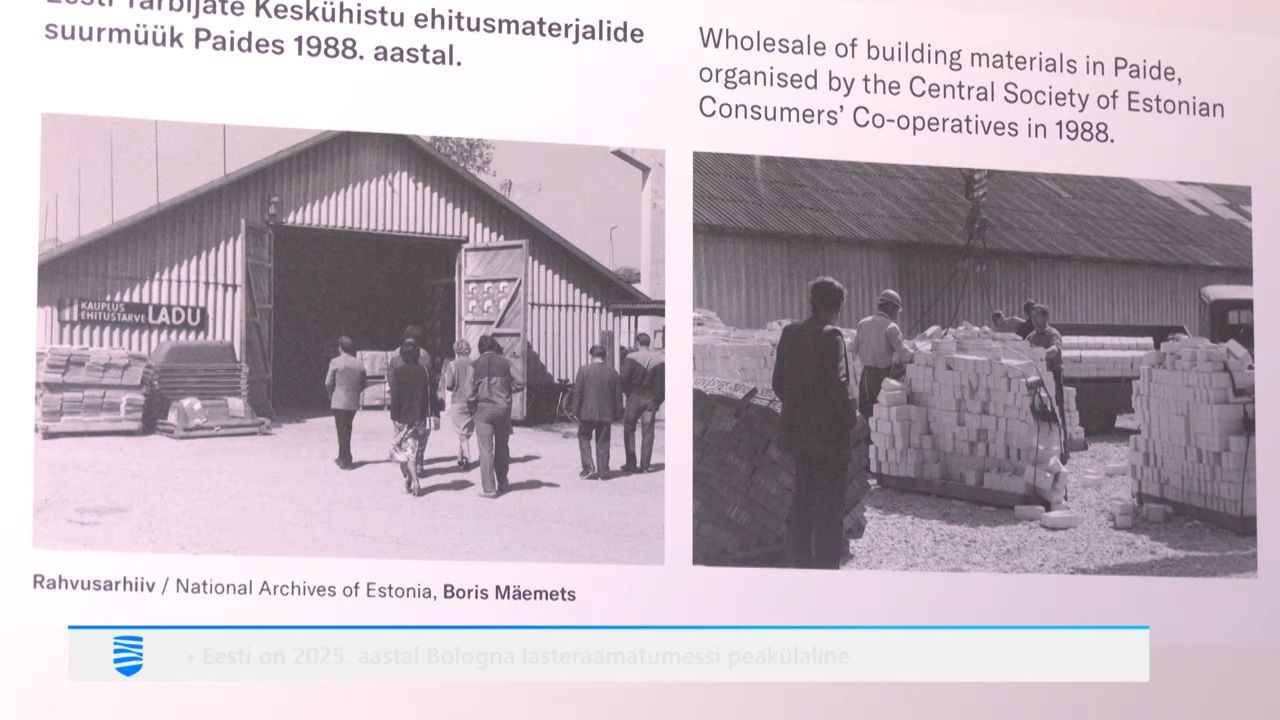 Eesti Tarbijate Keskühistu ehitusmaterjalide
suurmüük Paides 1988. aastal.
Wholesale of building materials in Paide,
organised by the Central Society of Estonian
Consumers' Co-operatives in 1988.
KAUPLUS
EHITUSTARVE LADU
Rahvusarhiiv / National Archives of Estonia, Boris Mäemets
• Eesti on 2025. aastal Bologna lasteraamatumessi peakülaline